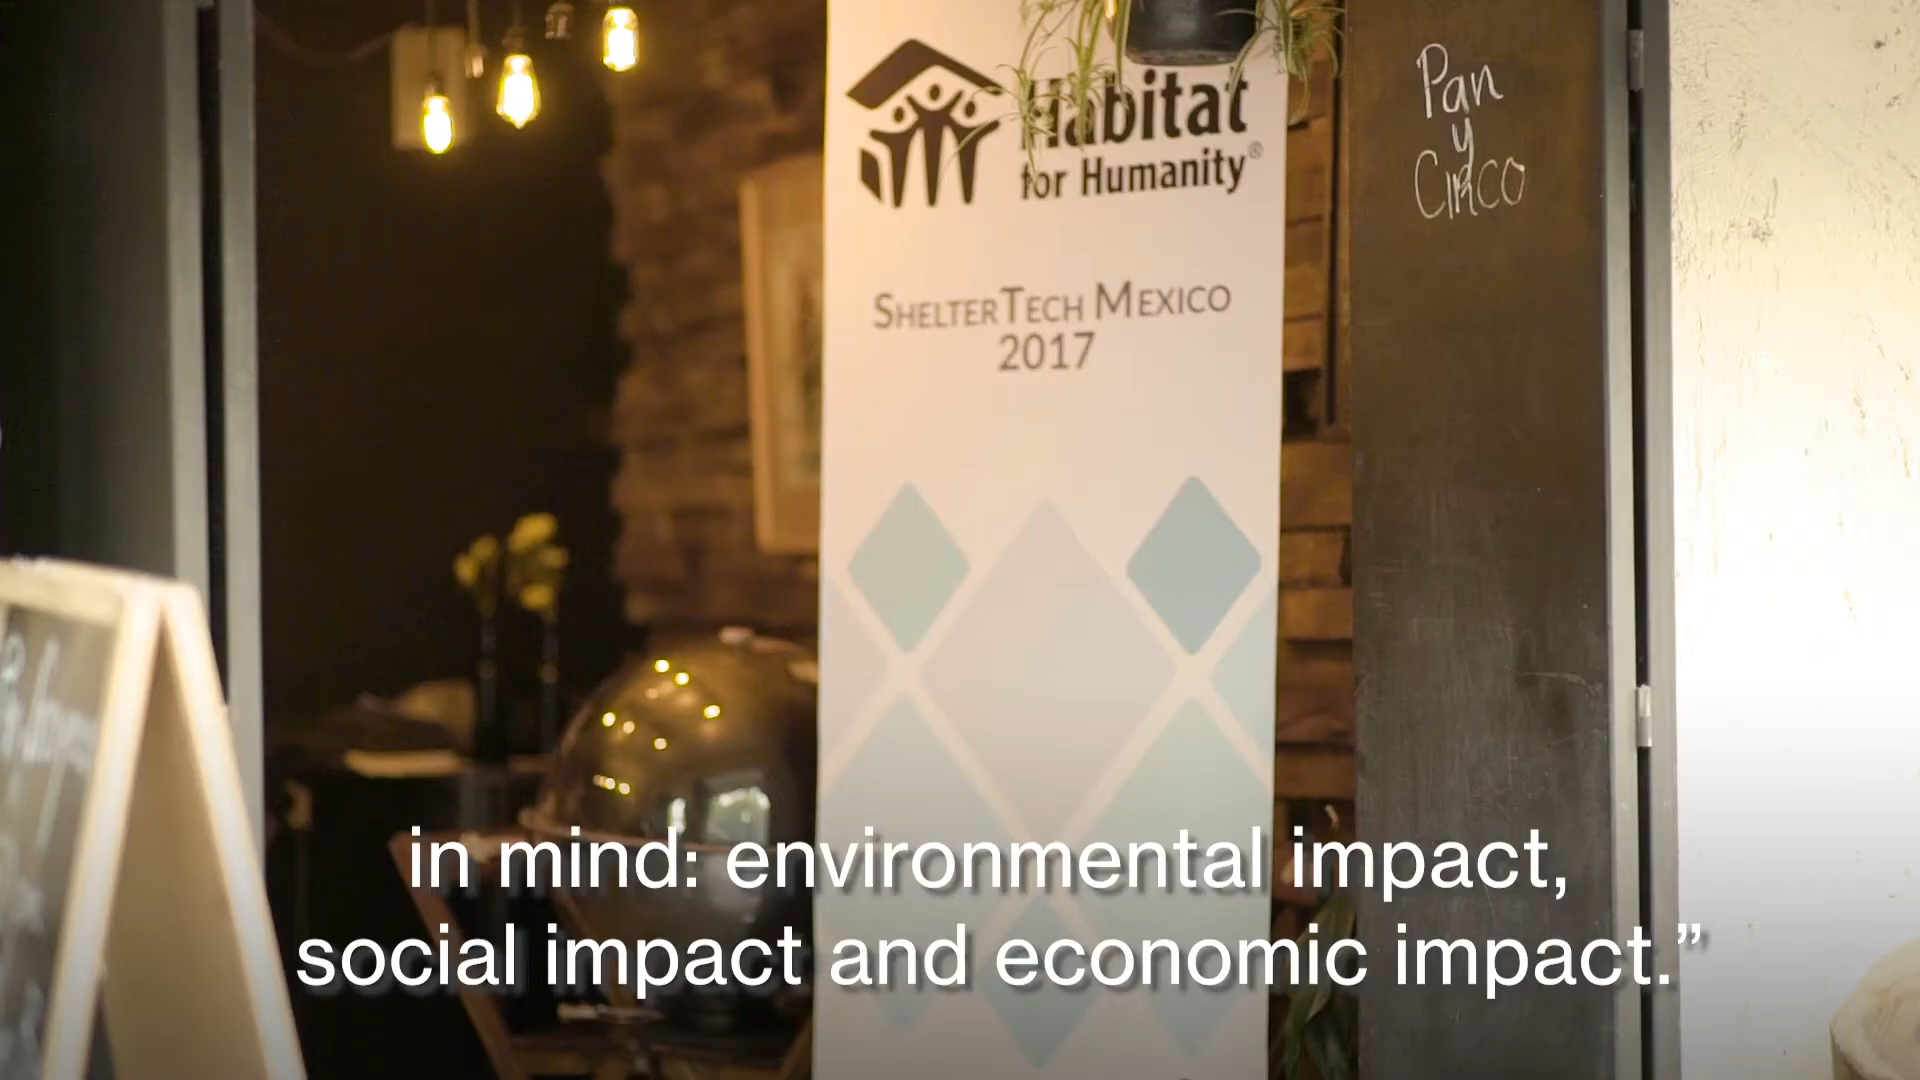 Habitat
for Humanity®
SHELTERTECH MEXICO
2017
Pan
y
Circo
in mind: environmental impact,
social impact and economic impact.”